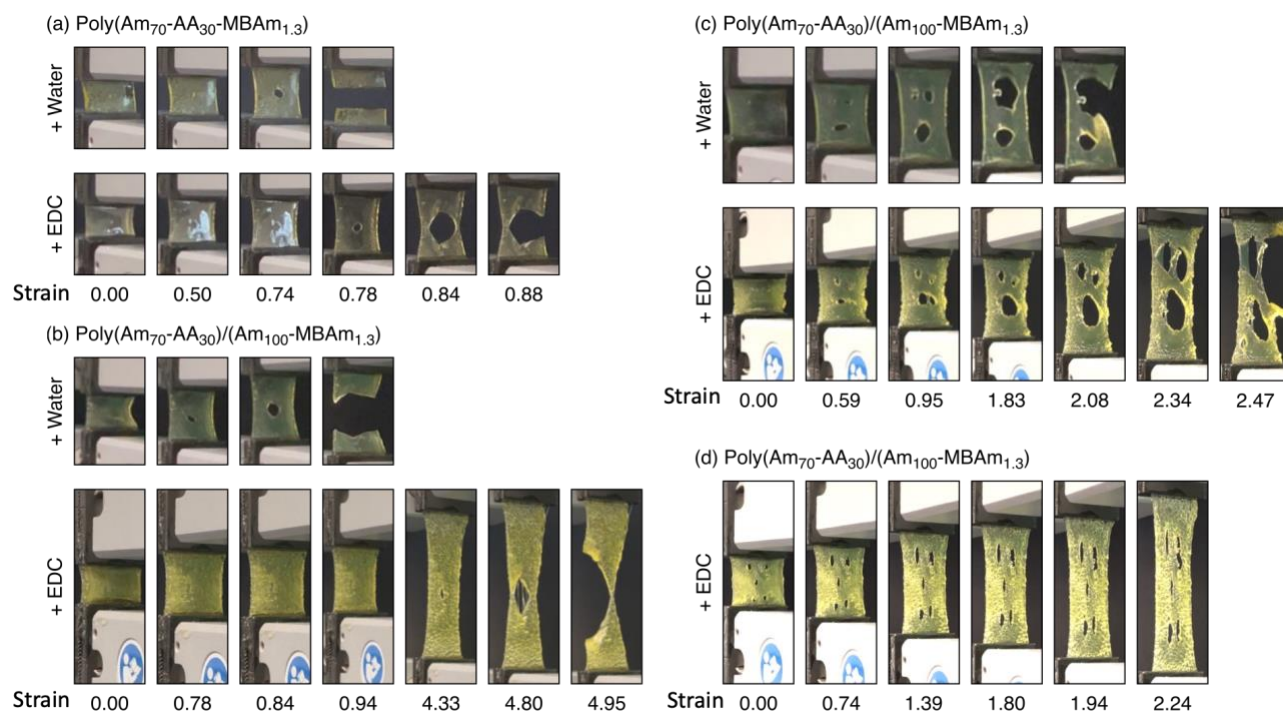 (a) Poly(Am₇₀-AA₃₀-MBAm₁.₃)
+ Water
+ EDC
Strain 0.00 0.50 0.74 0.78 0.84 0.88
(b) Poly(Am₇₀-AA₃₀)/(Am₁₀₀-MBAm₁.₃)
+ Water
+ EDC
Strain 0.00 0.78 0.84 0.94 4.33 4.80 4.95
(c) Poly(Am₇₀-AA₃₀)/(Am₁₀₀-MBAm₁.₃)
+ Water
+ EDC
Strain 0.00 0.59 0.95 1.83 2.08 2.34 2.47
(d) Poly(Am₇₀-AA₃₀)/(Am₁₀₀-MBAm₁.₃)
+ EDC
Strain 0.00 0.74 1.39 1.80 1.94 2.24